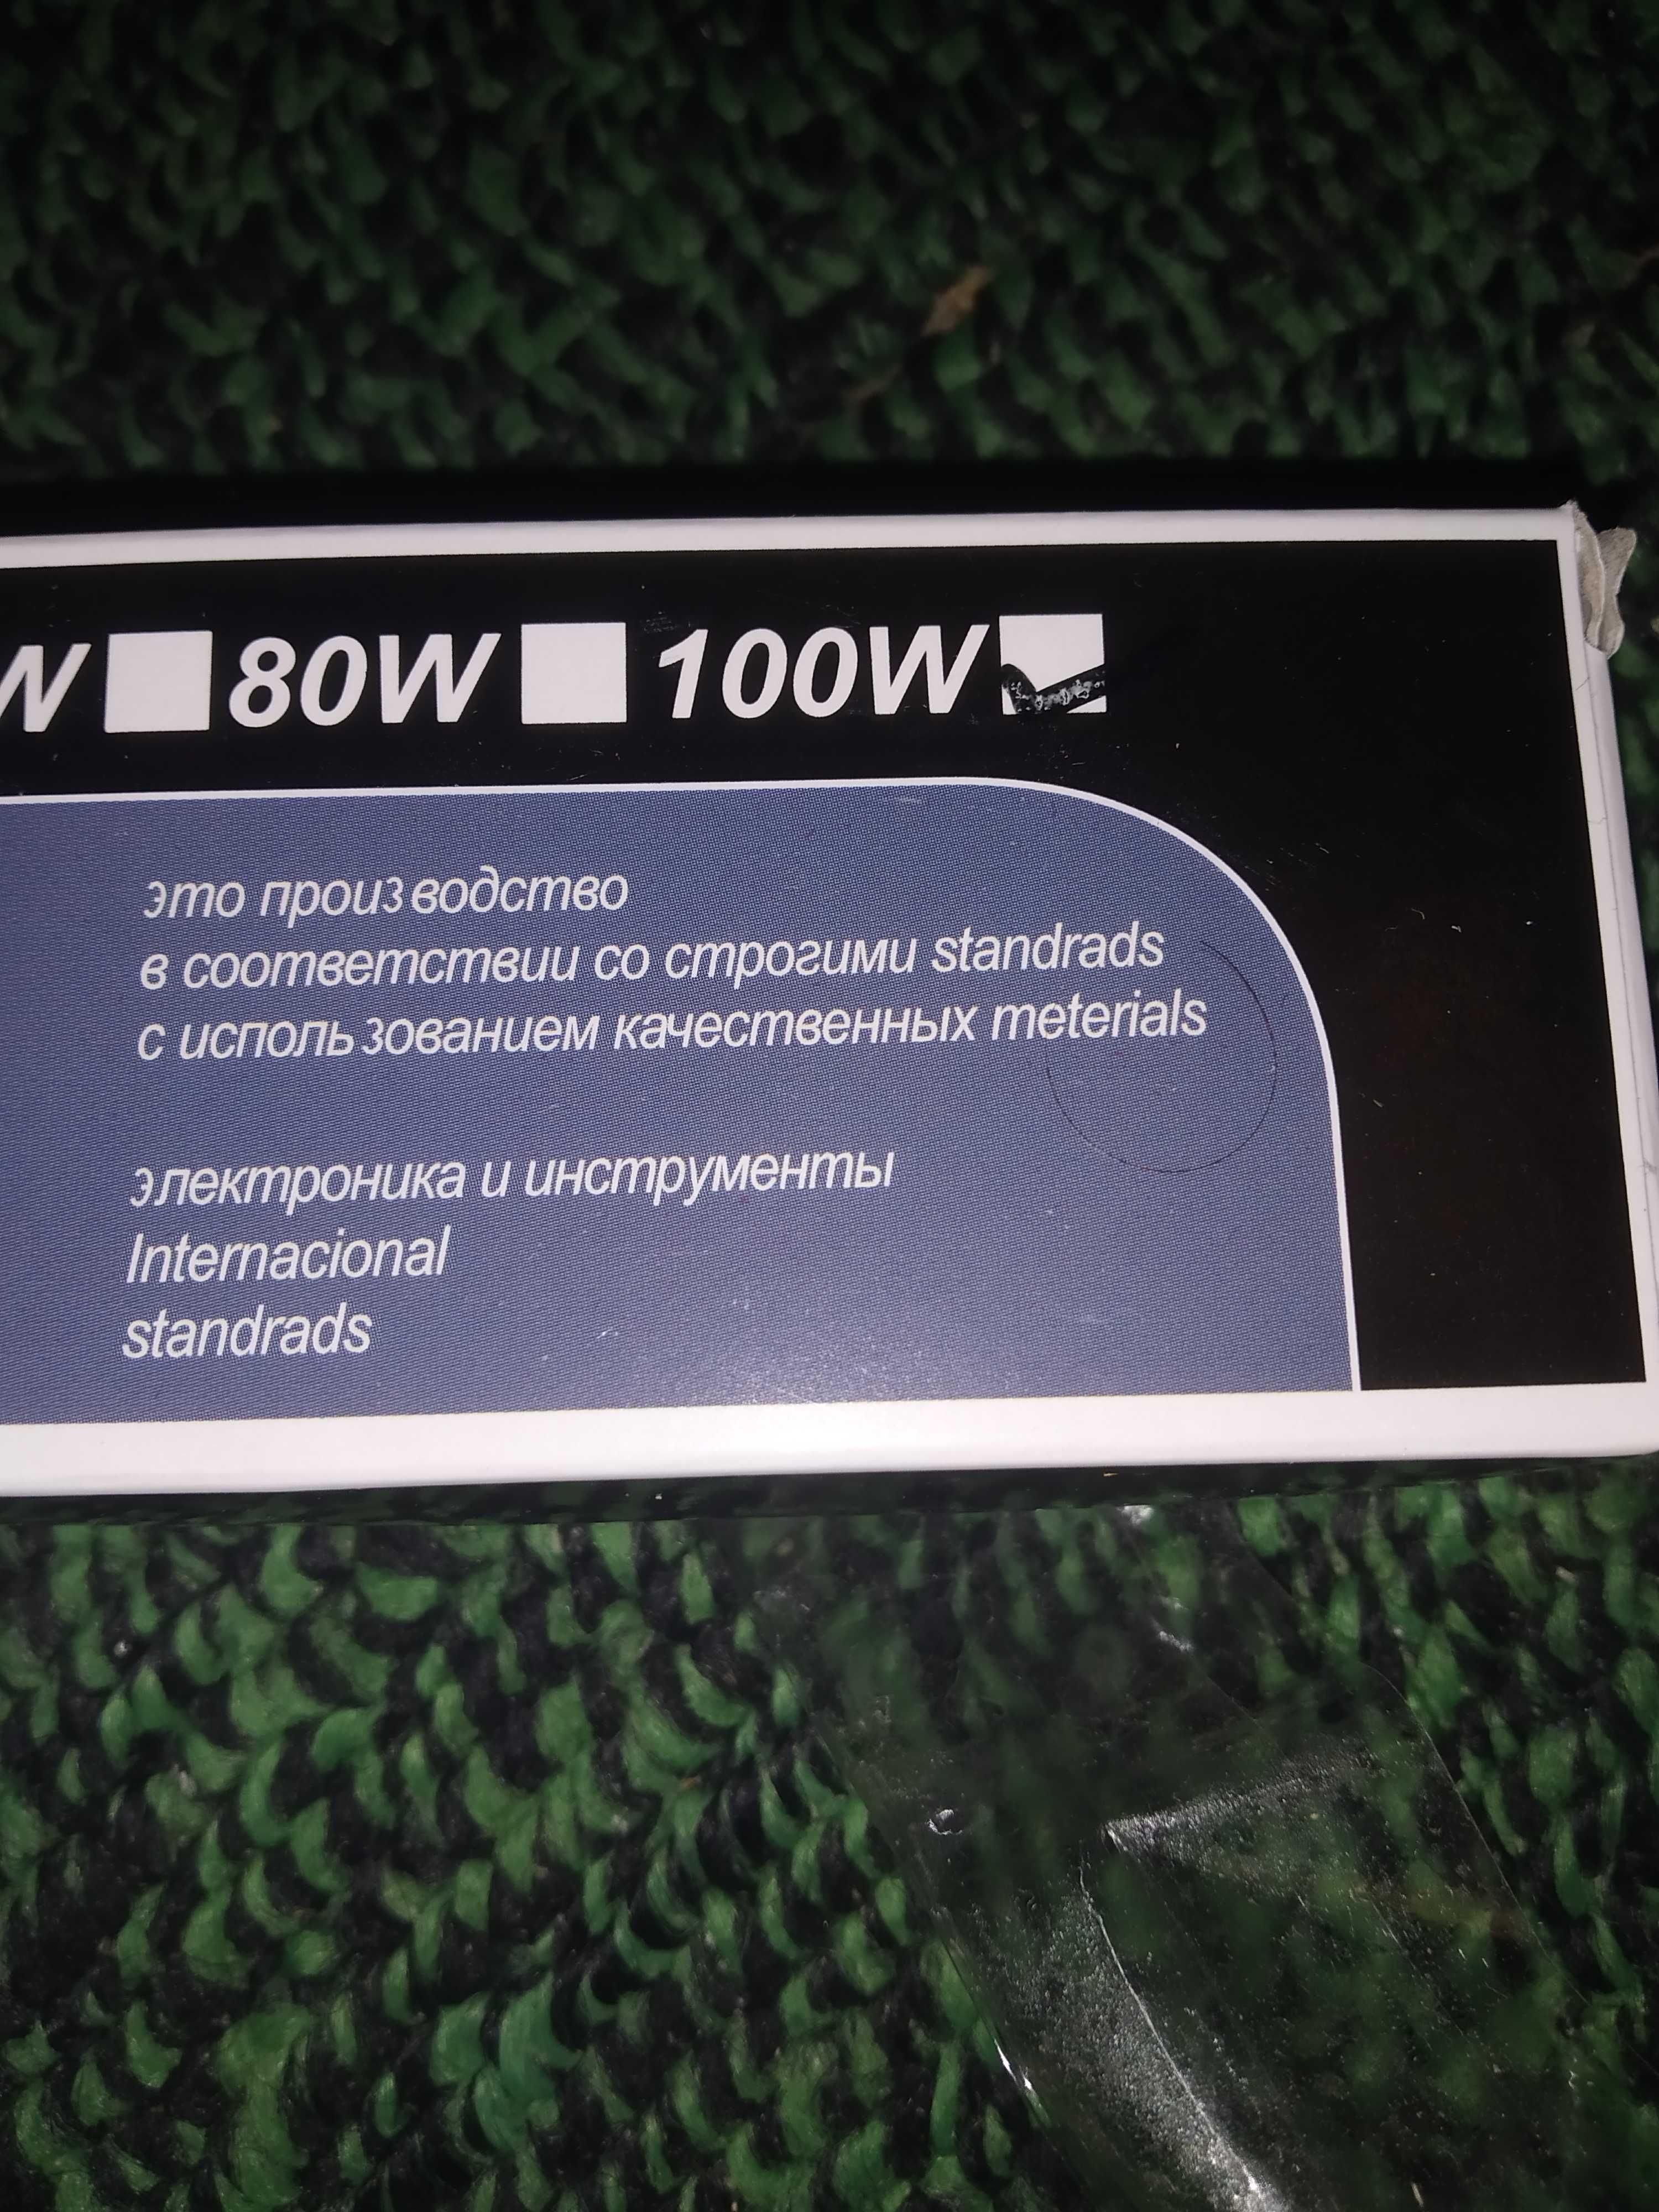 W 80W 100W
это производство
в соответствии со строгими standrads
с использованием качественных meterials
электроника и инструменты
Internacional
standrads